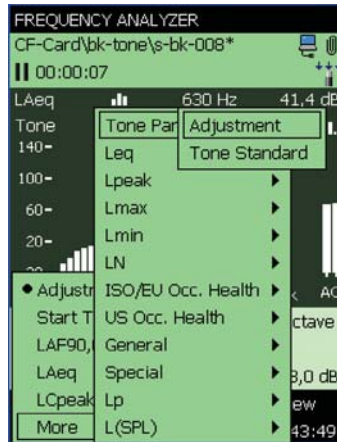 FREQUENCY ANALYZER
CF-Card\bk-tone\s-bk-008*
00:00:07
LAeq 630 Hz 41,4 dB
Tone
Tone Par
Adjustment
140-
Leq
Tone Standard
100-
Lpeak
60-
Lmax
Lmin
20-
LN
Adjustr
ISO/EU Occ. Health
Start T
US Occ. Health
ctave
LAF90,
General
LAeq
Special
3,0 dB
LCpeak
Lp
ew
More
L(SPL)
43:49